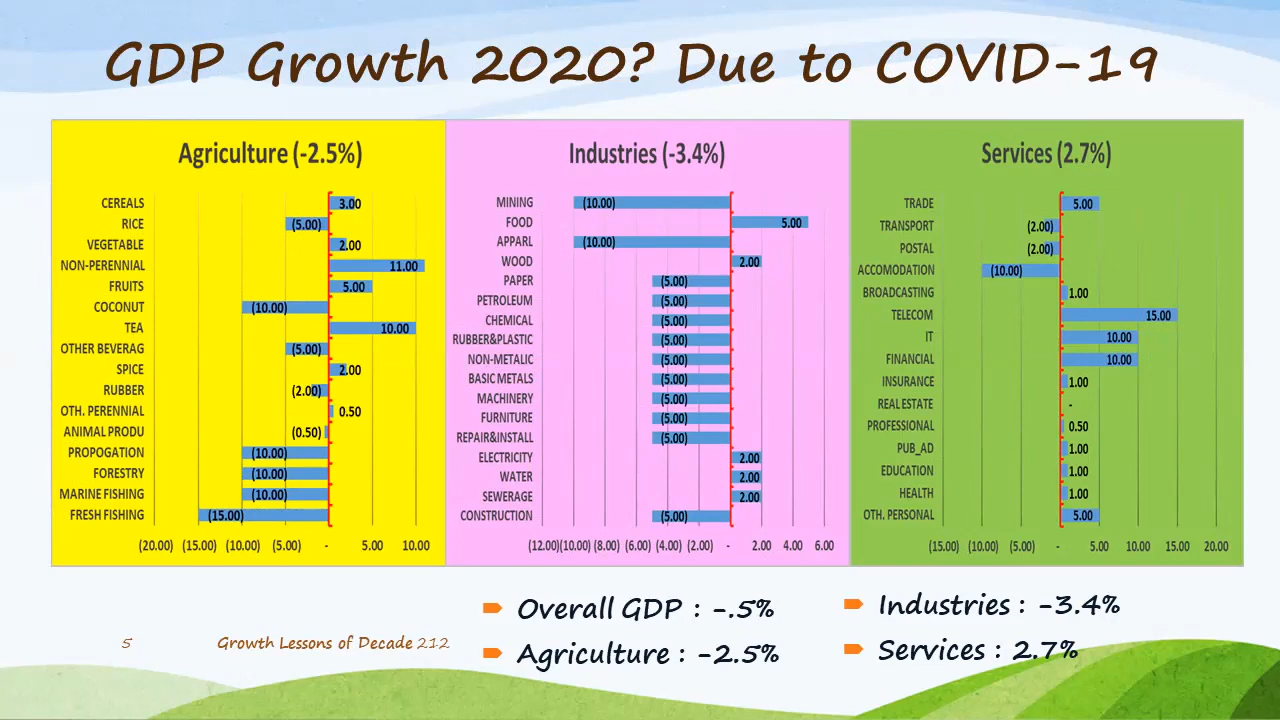 GDP Growth 2020? Due to COVID-19
Agriculture (-2.5%)
CEREALS 3.00
RICE (5.00)
VEGETABLE 2.00
NON-PERENNIAL 11.00
FRUITS 5.00
COCONUT (10.00)
TEA 10.00
OTHER BEVERAG (5.00)
SPICE 2.00
RUBBER (2.00)
OTH. PERENNIAL 0.50
ANIMAL PRODU (0.50)
PROPOGATION (10.00)
FORESTRY (10.00)
MARINE FISHING (10.00)
FRESH FISHING (15.00)
(20.00) (15.00) (10.00) (5.00) - 5.00 10.00
Industries (-3.4%)
MINING (10.00)
FOOD 5.00
APPARL (10.00)
WOOD 2.00
PAPER (5.00)
PETROLEUM (5.00)
CHEMICAL (5.00)
RUBBER&PLASTIC (5.00)
NON-METALIC (5.00)
BASIC METALS (5.00)
MACHINERY (5.00)
FURNITURE (5.00)
REPAIR&INSTALL (5.00)
ELECTRICITY 2.00
WATER 2.00
SEWERAGE 2.00
CONSTRUCTION (5.00)
(12.00)(10.00) (8.00) (6.00) (4.00) (2.00) - 2.00 4.00 6.00
Services (2.7%)
TRADE 5.00
TRANSPORT (2.00)
POSTAL (2.00)
ACCOMODATION (10.00)
BROADCASTING 1.00
TELECOM 15.00
IT 10.00
FINANCIAL 10.00
INSURANCE 1.00
REAL ESTATE -
PROFESSIONAL 0.50
PUB_AD 1.00
EDUCATION 1.00
HEALTH 1.00
OTH. PERSONAL 5.00
(15.00) (10.00) (5.00) - 5.00 10.00 15.00 20.00
Overall GDP : -.5%
Agriculture : -2.5%
Industries : -3.4%
Services : 2.7%
5 Growth Lessons of Decade 212